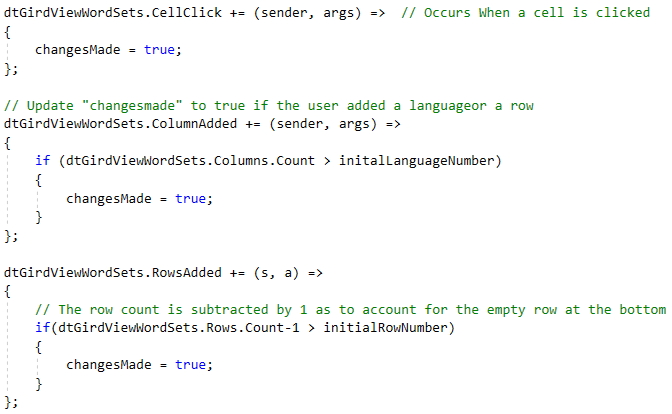 dtGirdViewWordSets.CellClick += (sender, args) =>  // Occurs When a cell is clicked
{
    changesMade = true;
};
// Update "changesmade" to true if the user added a languageor a row
dtGirdViewWordSets.ColumnAdded += (sender, args) =>
{
    if (dtGirdViewWordSets.Columns.Count > initalLanguageNumber)
    {
        changesMade = true;
    }
};
dtGirdViewWordSets.RowsAdded += (s, a) =>
{
    // The row count is subtracted by 1 as to account for the empty row at the bottom
    if(dtGirdViewWordSets.Rows.Count-1 > initialRowNumber)
    {
        changesMade = true;
    }
};